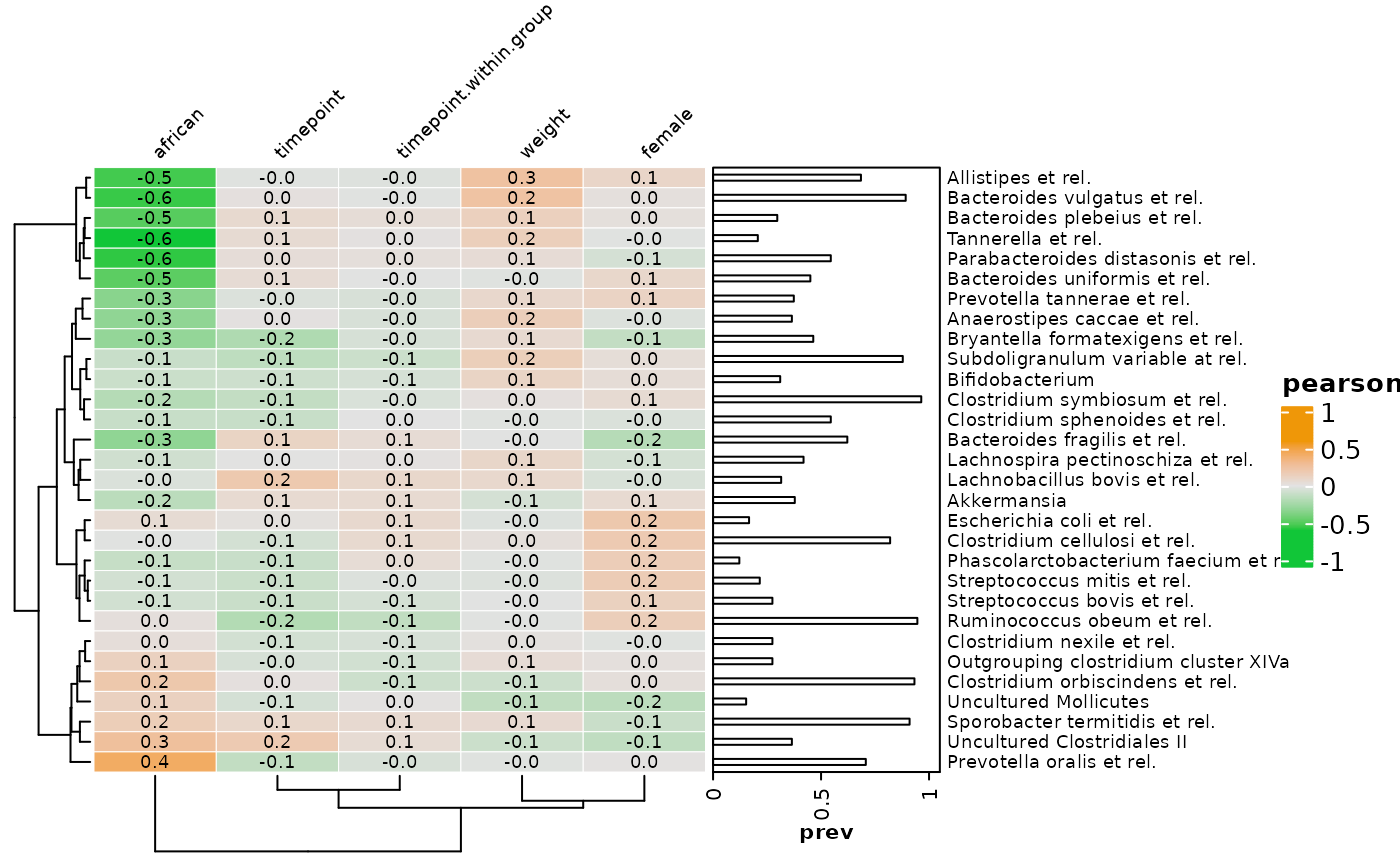 african timepoint timepoint.within.group weight female
-0.5 -0.0 -0.0 0.3 0.1 Allistipes et rel.
-0.6 0.0 -0.0 0.2 0.0 Bacteroides vulgatus et rel.
-0.5 0.1 0.0 0.1 0.0 Bacteroides plebeius et rel.
-0.6 0.1 0.0 0.2 -0.0 Tannerella et rel.
-0.6 0.0 0.0 0.1 -0.1 Parabacteroides distasonis et rel.
-0.5 0.1 -0.0 -0.0 0.1 Bacteroides uniformis et rel.
-0.3 -0.0 -0.0 0.1 0.1 Prevotella tannerae et rel.
-0.3 0.0 -0.0 0.2 -0.0 Anaerostipes caccae et rel.
-0.3 -0.2 -0.0 0.1 -0.1 Bryantella formatexigens et rel.
-0.1 -0.1 -0.1 0.2 0.0 Subdoligranulum variable at rel.
-0.1 -0.1 -0.1 0.1 0.0 Bifidobacterium
-0.2 -0.1 -0.0 0.0 0.1 Clostridium symbiosum et rel.
-0.1 -0.1 0.0 -0.0 -0.0 Clostridium sphenoides et rel.
-0.3 0.1 0.1 -0.0 -0.2 Bacteroides fragilis et rel.
-0.1 0.0 0.0 0.1 -0.1 Lachnospira pectinoschiza et rel.
-0.0 0.2 0.1 0.1 -0.0 Lachnobacillus bovis et rel.
-0.2 0.1 0.1 -0.1 0.1 Akkermansia
0.1 0.0 0.1 -0.0 0.2 Escherichia coli et rel.
-0.0 -0.1 0.1 0.0 0.2 Clostridium cellulosi et rel.
-0.1 -0.1 0.0 -0.0 0.2 Phascolarctobacterium faecium et r
-0.1 -0.1 -0.0 -0.0 0.2 Streptococcus mitis et rel.
-0.1 -0.1 -0.1 -0.0 0.1 Streptococcus bovis et rel.
0.0 -0.2 -0.1 -0.0 0.2 Ruminococcus obeum et rel.
0.0 -0.1 -0.1 0.0 -0.0 Clostridium nexile et rel.
0.1 -0.0 -0.1 0.1 0.0 Outgrouping clostridium cluster XIVa
0.2 0.0 -0.1 -0.1 0.0 Clostridium orbiscindens et rel.
0.1 -0.1 0.0 -0.1 -0.2 Uncultured Mollicutes
0.2 0.1 0.1 0.1 -0.1 Sporobacter termitidis et rel.
0.3 0.2 0.1 -0.1 -0.1 Uncultured Clostridiales II
0.4 -0.1 -0.0 -0.0 0.0 Prevotella oralis et rel.
0 0.5 1
prev
pearson
1
0.5
0
-0.5
-1